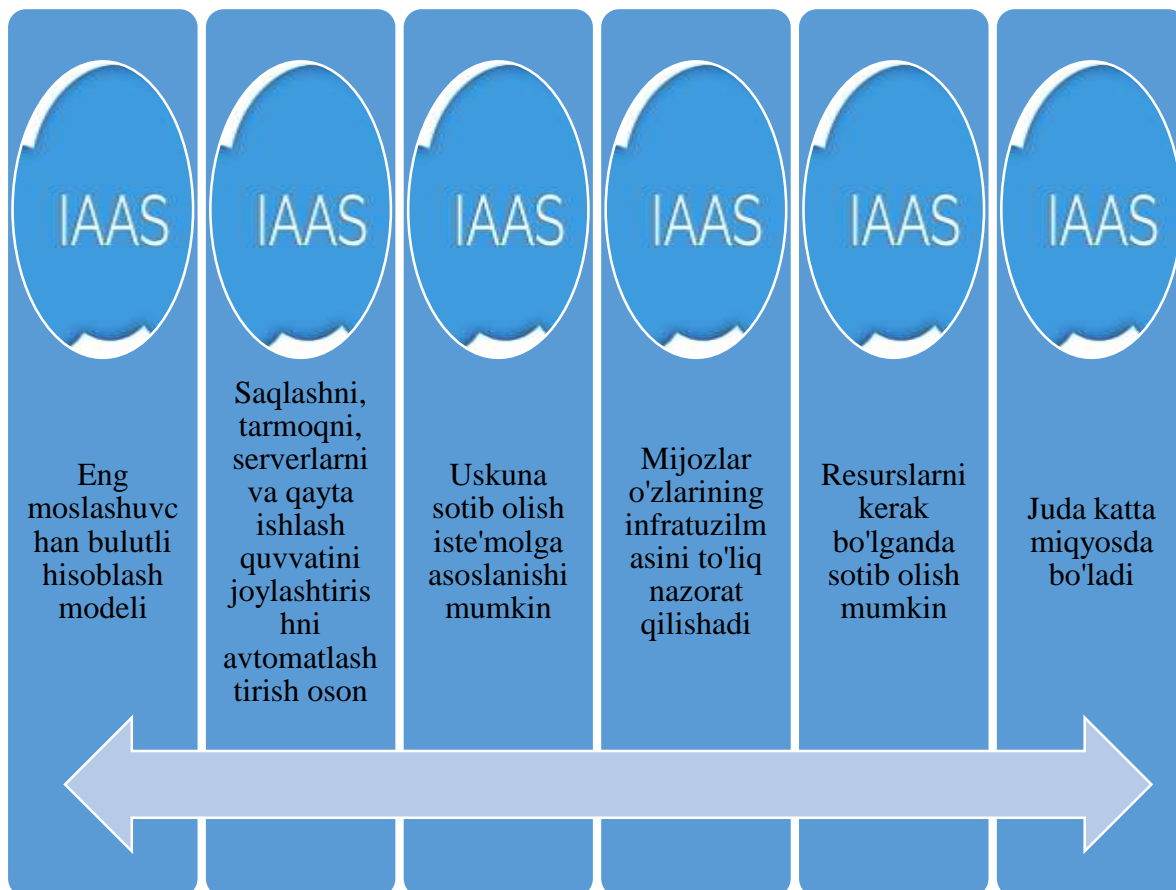 IAAS
Eng
moslashuvc
han bulutli
hisoblash
modeli
IAAS
Saqlashni,
tarmoqni,
serverlarni
va qayta
ishlash
quvvatini
joylashtiris
hni
avtomatlash
tirish oson
IAAS
Uskuna
sotib olish
iste'molga
asoslanishi
mumkin
IAAS
Mijozlar
o'zlarining
infratuzilm
asini to'liq
nazorat
qilishadi
IAAS
Resurslarni
kerak
bo'lganda
sotib olish
mumkin
IAAS
Juda katta
miqyosda
bo'ladi